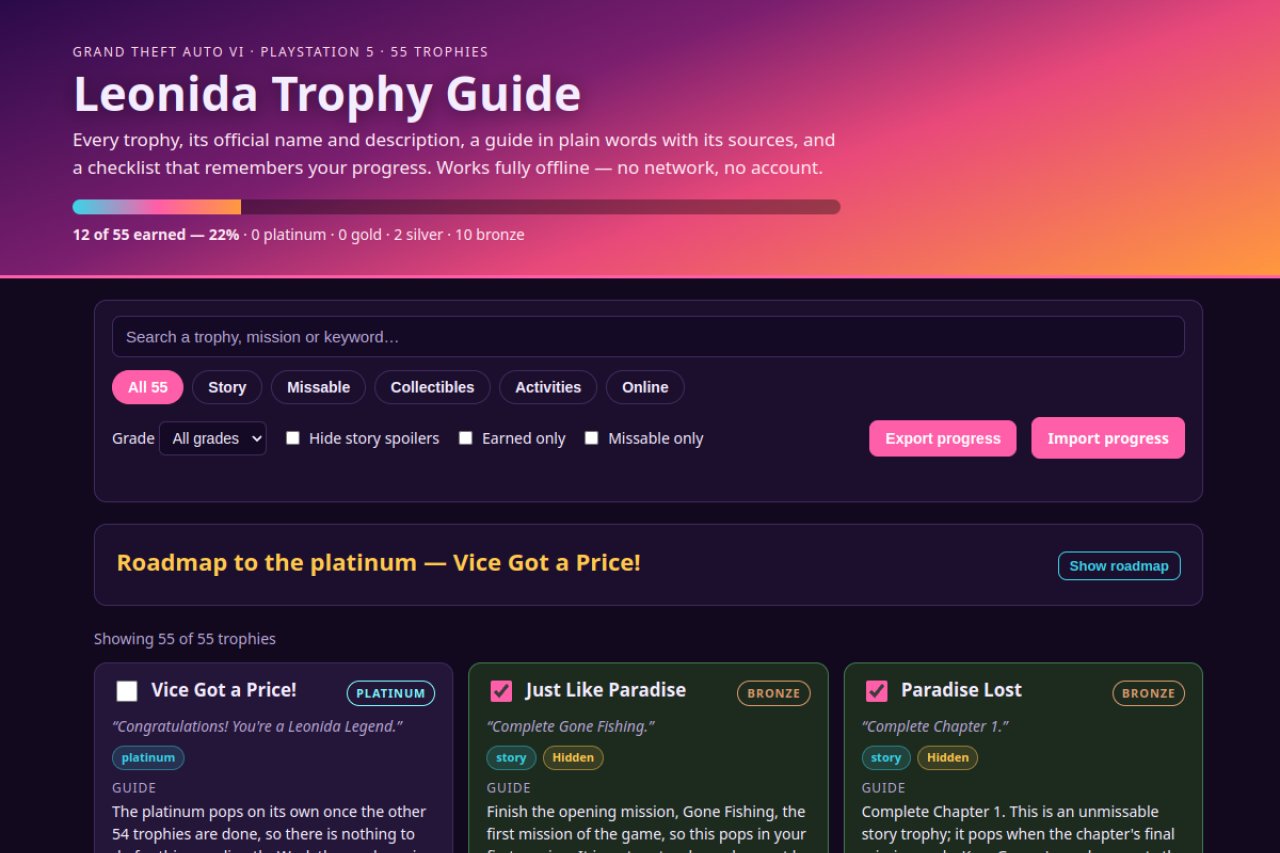 GRAND THEFT AUTO VI · PLAYSTATION 5 · 55 TROPHIES
Leonida Trophy Guide
Every trophy, its official name and description, a guide in plain words with its sources, and
a checklist that remembers your progress. Works fully offline — no network, no account.
12 of 55 earned — 22% · 0 platinum · 0 gold · 2 silver · 10 bronze
Search a trophy, mission or keyword…
All 55 Story Missable Collectibles Activities Online
Grade All grades Hide story spoilers Earned only Missable only Export progress Import progress
Roadmap to the platinum — Vice Got a Price! Show roadmap
Showing 55 of 55 trophies
Vice Got a Price! PLATINUM
“Congratulations! You're a Leonida Legend.”
platinum
GUIDE
The platinum pops on its own once the other
54 trophies are done, so there is nothing to
Just Like Paradise BRONZE
“Complete Gone Fishing.”
story Hidden
GUIDE
Finish the opening mission, Gone Fishing, the
first mission of the game, so this pops in your
Paradise Lost BRONZE
“Complete Chapter 1.”
story Hidden
GUIDE
Complete Chapter 1. This is an unmissable
story trophy; it pops when the chapter's final